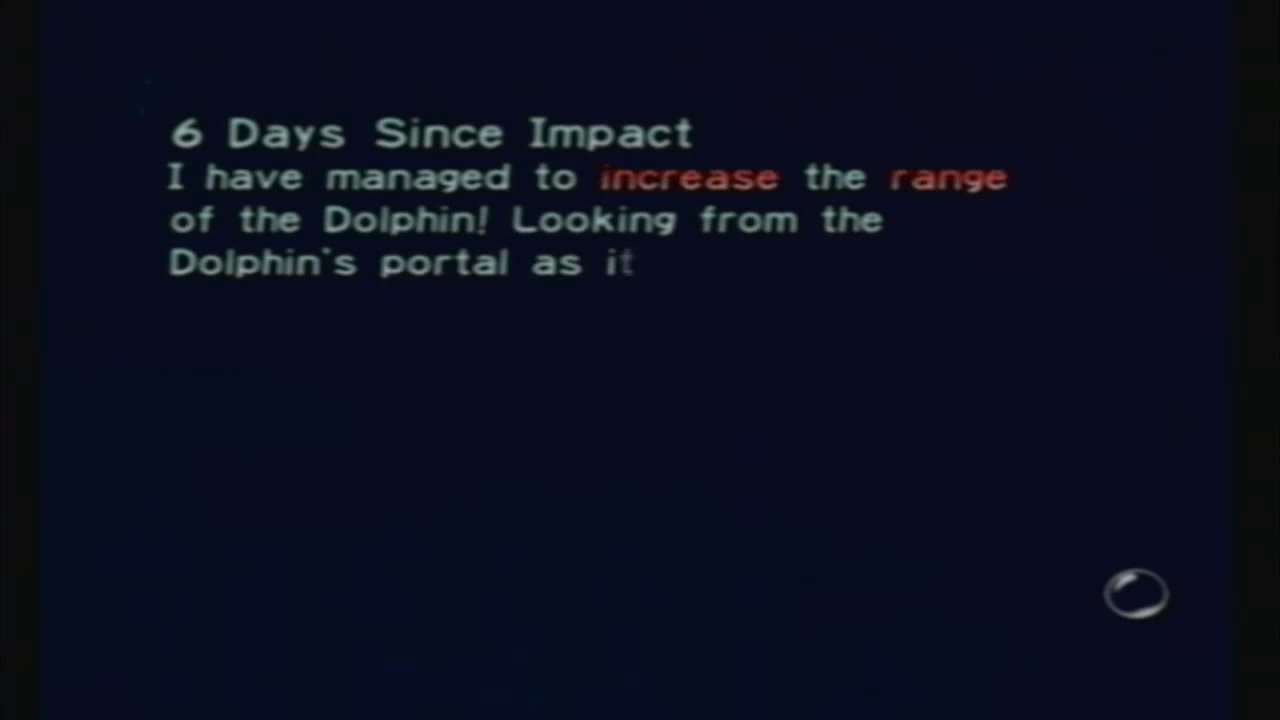 6 Days Since Impact
I have managed to increase the range
of the Dolphin! Looking from the
Dolphin's portal as it